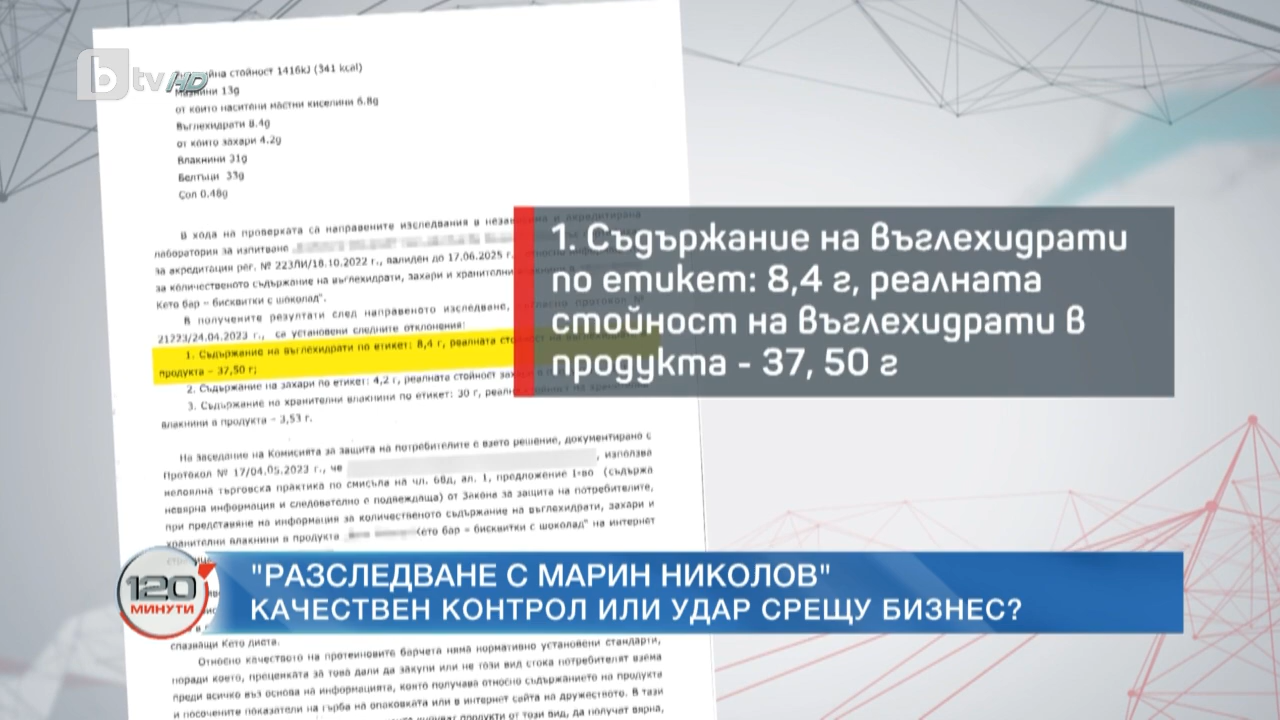 btv HD
йна стойност 1416kJ (341 kcal)
Мазнини 13g
от които наситени мастни киселини 6.8g
Въглехидрати 8.4g
от които захари 4.2g
Влакнини 31g
Белтъци 33g
Сол 0.48g
В хода на проверката са направените изследвания в независима и акредитирана
лаборатория за изпитване
за акредитация рег. № 223ЛИ/18.10.2022 г., валиден до 17.06.2025 г.
за количественото съдържание на въглехидрати, захари и хранителни
Кето бар – бисквитки с шоколад".
В получените резултати след направеното изследване, съгласно протокол №
21223/24.04.2023 г., са установени следните отклонения:
1. Съдържание на въглехидрати по етикет: 8,4 г, реалната стойност на въглехидрати в
продукта – 37,50 г;
2. Съдържание на захари по етикет: 4,2 г, реалната стойност
3. Съдържание на хранителни влакнини по етикет: 30 г,
влакнини в продукта – 3,53 г.
1. Съдържание на въглехидрати
по етикет: 8,4 г, реалната
стойност на въглехидрати в
продукта - 37, 50 г
На заседание на Комисията за защита на потребителите е взето решение, документирано с
Протокол № 17/04.05.2023 г., че , използва
нелоялна търговска практика по смисъла на чл. 68д, ал. 1, предложение 1-во (съдържа
невярна информация и следователно е подвеждаща) от Закона за защита на потребителите,
при представяне на информация за количественото съдържание на въглехидрати, захари и
хранителни влакнини в продукта Кето бар – бисквитки с шоколад" на интернет
120
МИНУТИ
"РАЗСЛЕДВАНЕ С МАРИН НИКОЛОВ"
КАЧЕСТВЕН КОНТРОЛ ИЛИ УДАР СРЕЩУ БИЗНЕС?
спазващи Кето диета.
Относно качеството на протеиновите барчета няма нормативно установени стандарти,
поради което, преценката за това дали да закупи или не този вид стока потребителят взема
преди всичко въз основа на информацията, която получава относно съдържанието на продукта
и посочените показатели на гърба на опаковката или в интернет сайта на дружеството. В тази
продукти от този вид, да получат вярна,